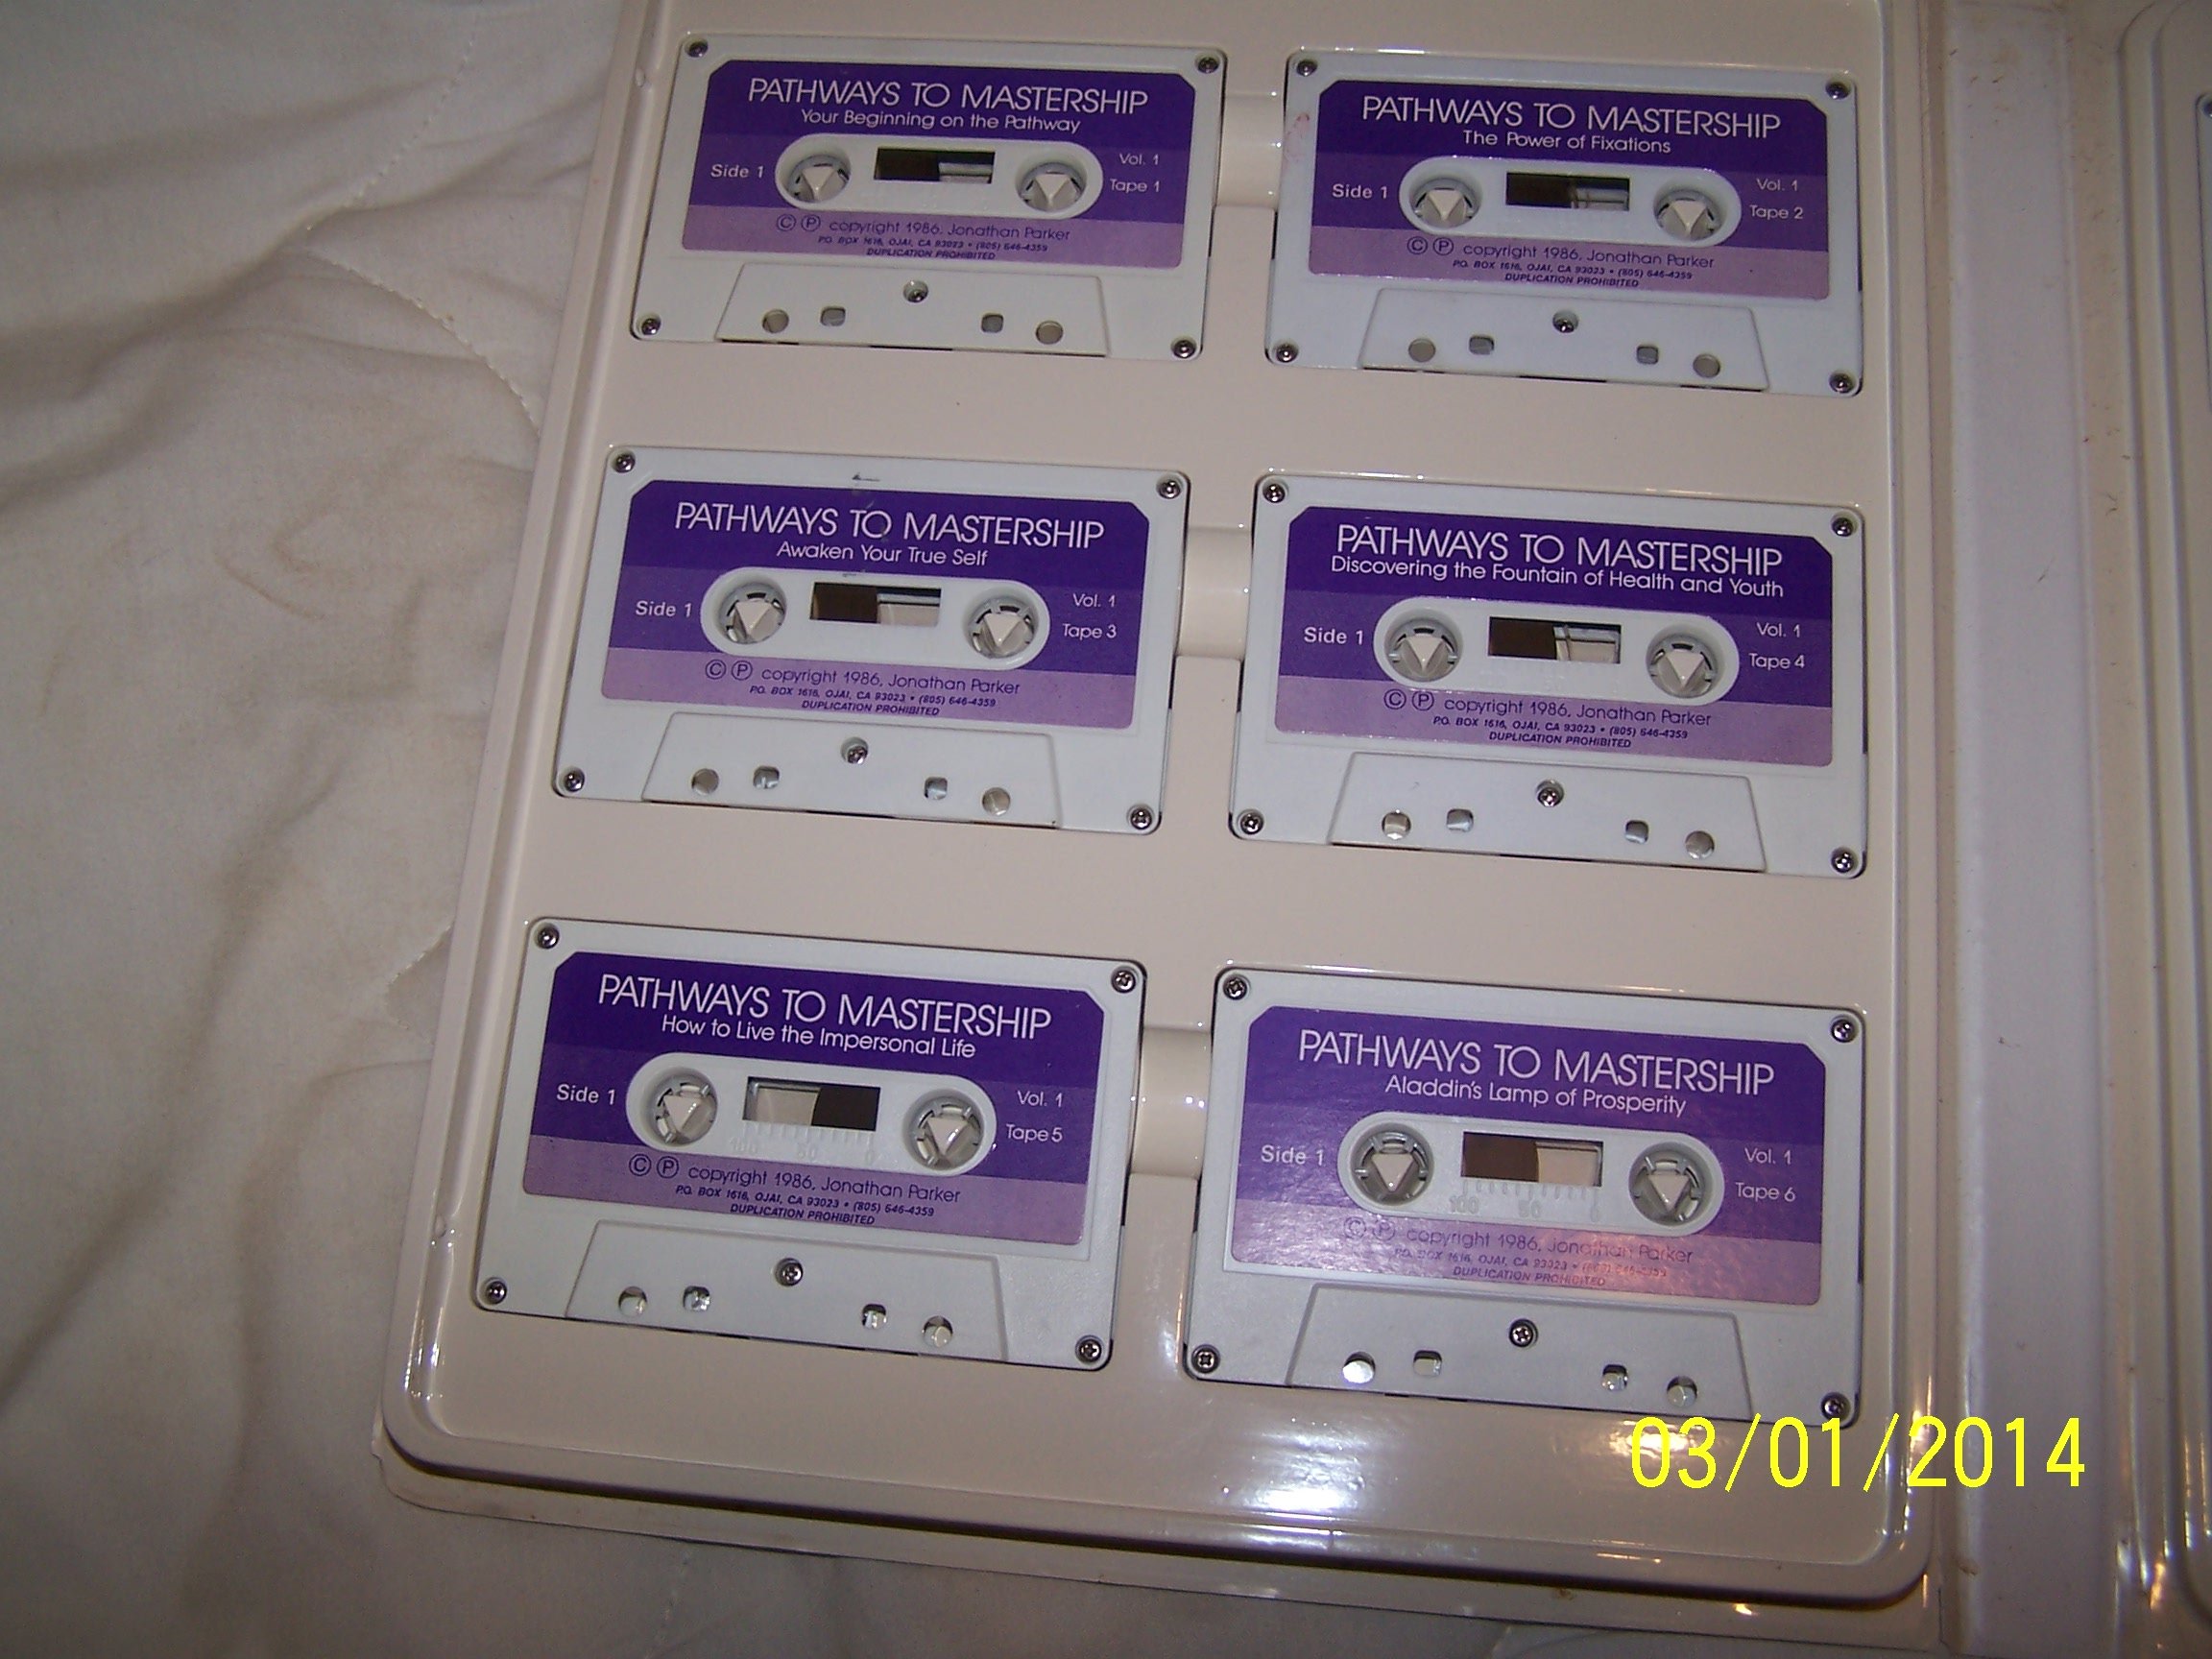 PATHWAYS TO MASTERSHIP
Your Beginning on the Pathway
Side 1
Vol. 1
Tape 1
© ℗ copyright 1986, Jonathan Parker
P.O. BOX 1616, OJAI, CA 93023 • (805) 646-4359
DUPLICATION PROHIBITED
PATHWAYS TO MASTERSHIP
The Power of Fixations
Side 1
Vol. 1
Tape 2
© ℗ copyright 1986, Jonathan Parker
P.O. BOX 1616, OJAI, CA 93023 • (805) 646-4359
DUPLICATION PROHIBITED
PATHWAYS TO MASTERSHIP
Awaken Your True Self
Side 1
Vol. 1
Tape 3
© ℗ copyright 1986, Jonathan Parker
P.O. BOX 1616, OJAI, CA 93023 • (805) 646-4359
DUPLICATION PROHIBITED
PATHWAYS TO MASTERSHIP
Discovering the Fountain of Health and Youth
Side 1
Vol. 1
Tape 4
© ℗ copyright 1986, Jonathan Parker
P.O. BOX 1616, OJAI, CA 93023 • (805) 646-4359
DUPLICATION PROHIBITED
PATHWAYS TO MASTERSHIP
How to Live the Impersonal Life
Side 1
Vol. 1
Tape 5
100 50 0
© ℗ copyright 1986, Jonathan Parker
P.O. BOX 1616, OJAI, CA 93023 • (805) 646-4359
DUPLICATION PROHIBITED
PATHWAYS TO MASTERSHIP
Aladdin's Lamp of Prosperity
Side 1
Vol. 1
Tape 6
100 50 0
© ℗ copyright 1986, Jonathan Parker
P.O. BOX 1616, OJAI, CA 93023 • (805) 646-4359
DUPLICATION PROHIBITED
03/01/2014